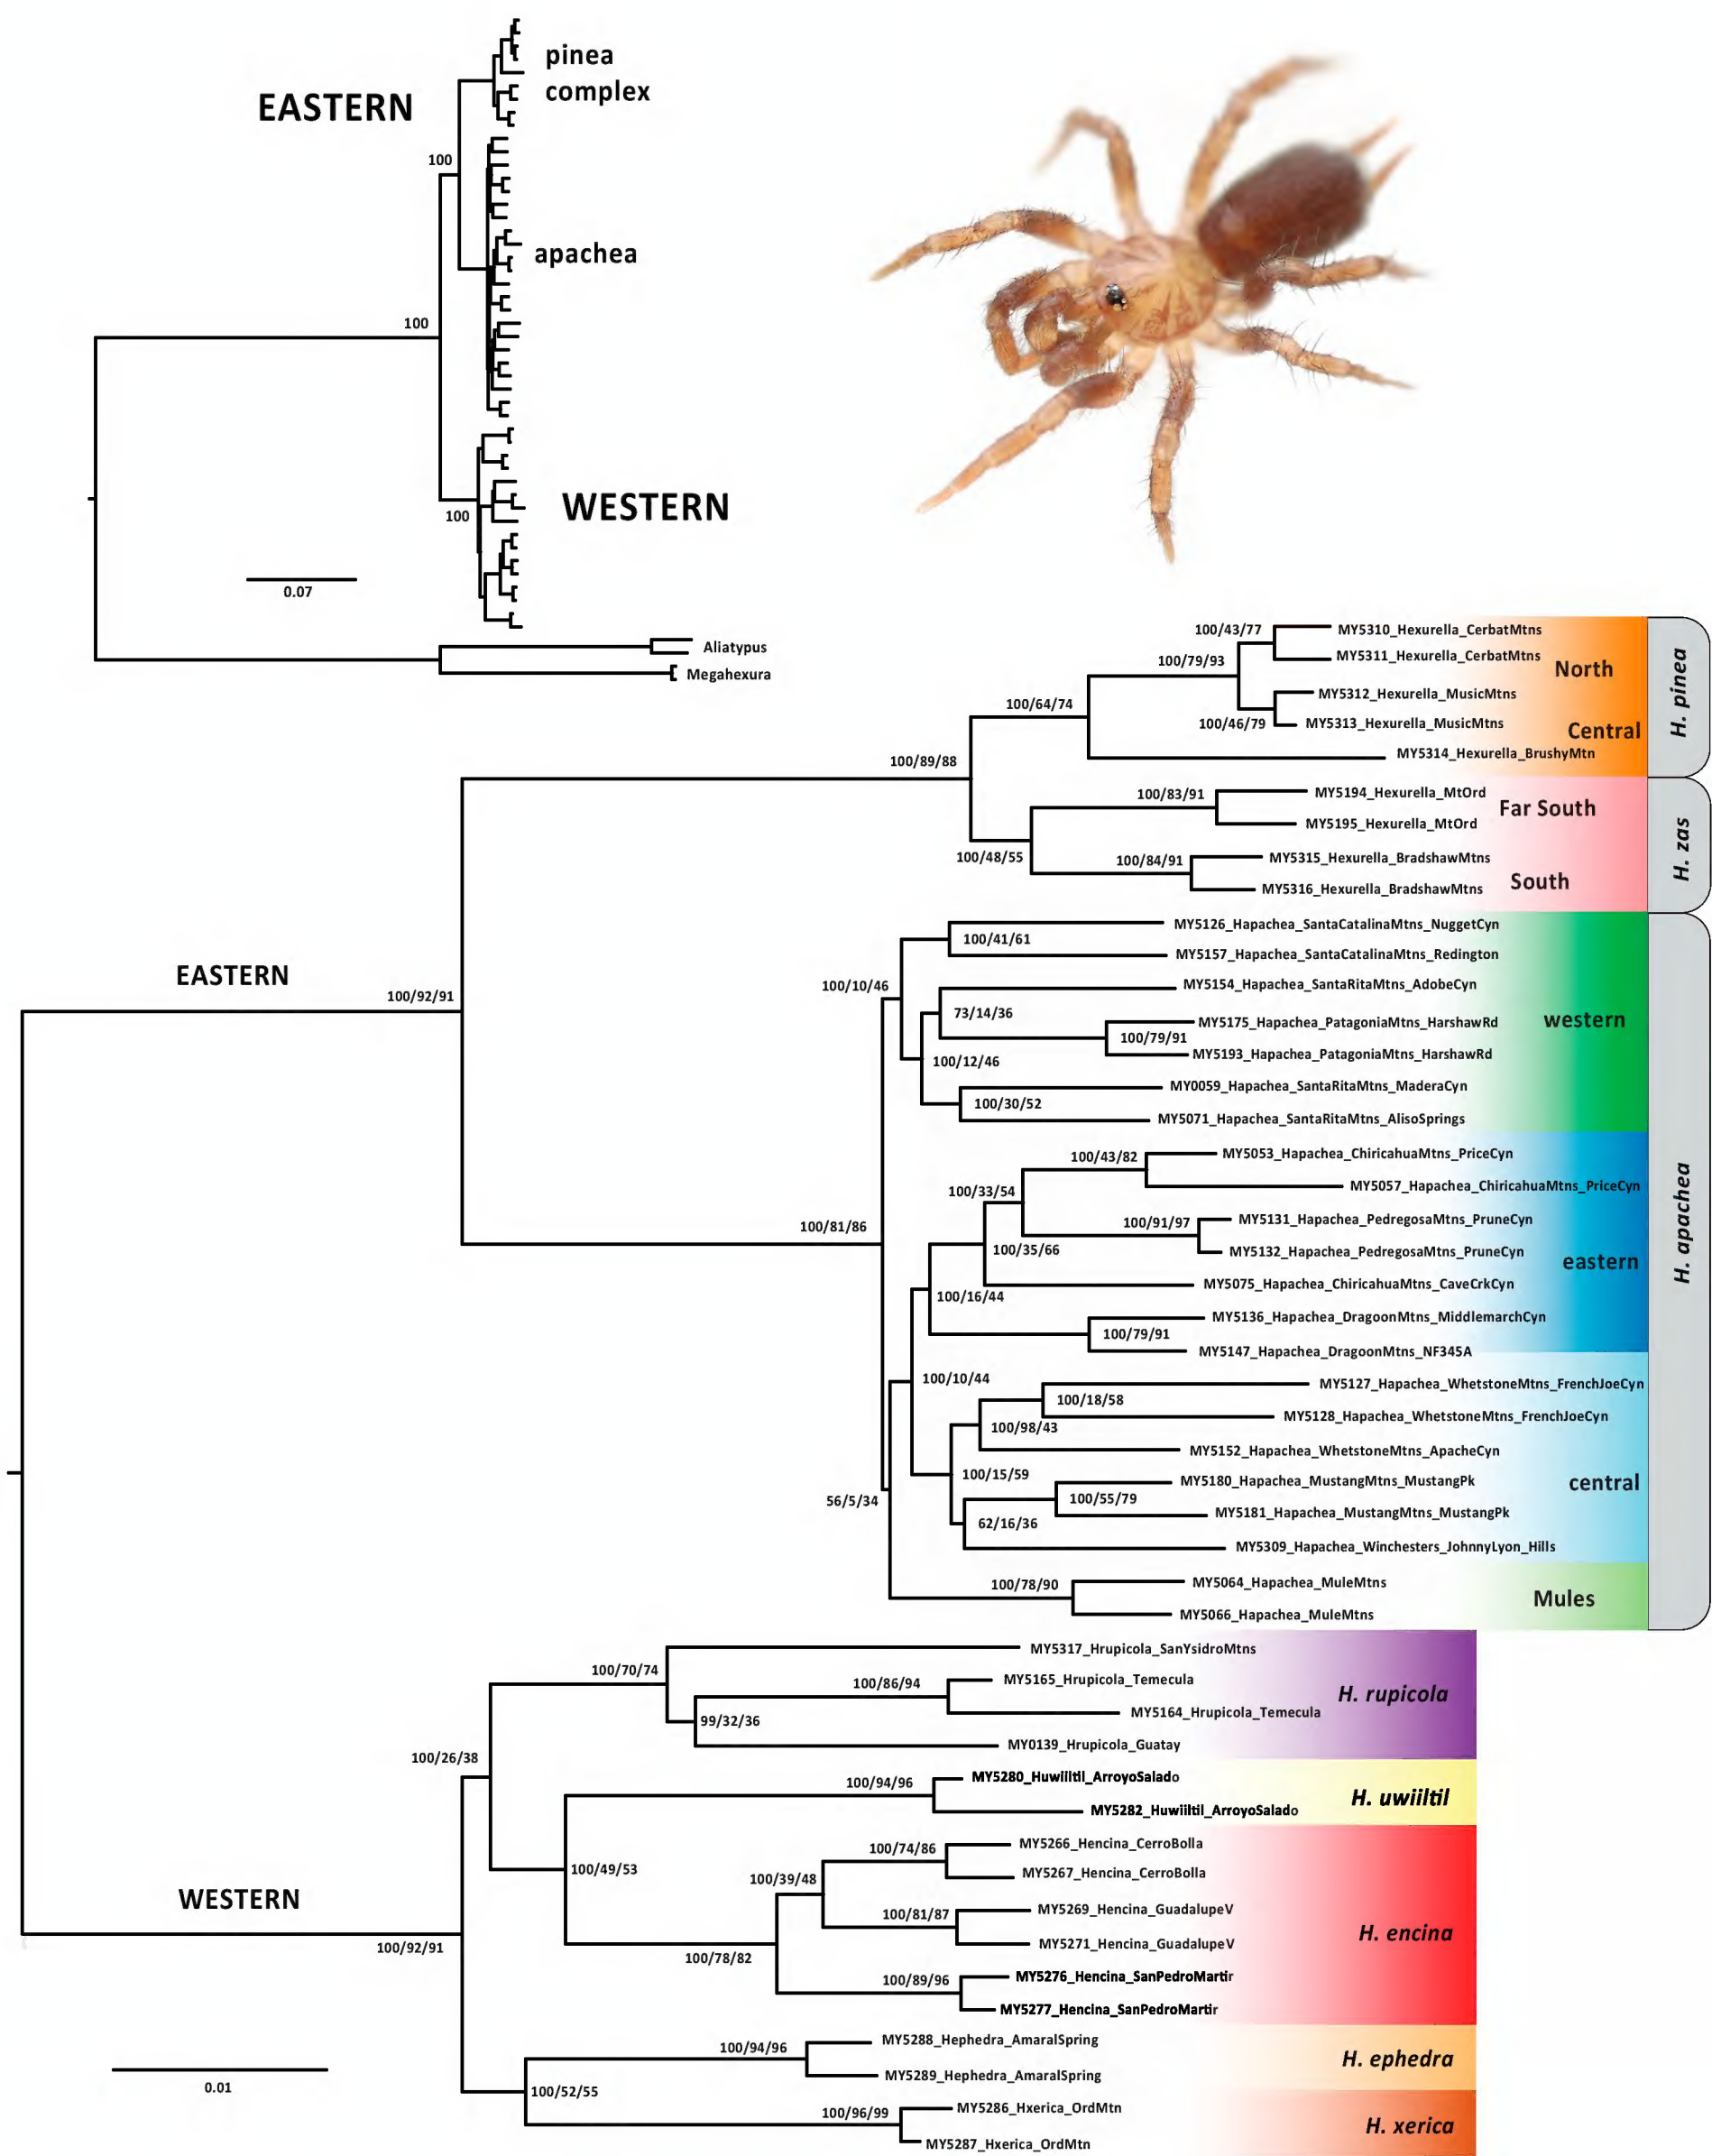 pinea
complex
EASTERN
100
apachea
100
WESTERN
100
0.07
Aliatypus
Megahexura
100/43/77
MY5310_Hexurella_CerbatMtns
MY5311_Hexurella_CerbatMtns
100/79/93
North
MY5312_Hexurella_MusicMtns
100/64/74
100/46/79
MY5313_Hexurella_MusicMtns
Central
MY5314_Hexurella_BrushyMtn
H. pinea
100/89/88
100/83/91
MY5194_Hexurella_MtOrd
Far South
MY5195_Hexurella_MtOrd
100/48/55
100/84/91
MY5315_Hexurella_BradshawMtns
South
MY5316_Hexurella_BradshawMtns
H. zas
MY5126_Hapachea_SantaCatalinaMtns_NuggetCyn
100/41/61
MY5157_Hapachea_SantaCatalinaMtns_Redington
EASTERN
100/92/91
100/10/46
MY5154_Hapachea_SantaRitaMtns_AdobeCyn
73/14/36
MY5175_Hapachea_PatagoniaMtns_HarshawRd
western
100/79/91
MY5193_Hapachea_PatagoniaMtns_HarshawRd
100/12/46
MY0059_Hapachea_SantaRitaMtns_MaderaCyn
100/30/52
MY5071_Hapachea_SantaRitaMtns_AlisoSprings
100/43/82
MY5053_Hapachea_ChiricahuaMtns_PriceCyn
MY5057_Hapachea_ChiricahuaMtns_PriceCyn
100/33/54
100/91/97
MY5131_Hapachea_PedregosaMtns_PruneCyn
100/81/86
100/35/66
MY5132_Hapachea_PedregosaMtns_PruneCyn
eastern
MY5075_Hapachea_ChiricahuaMtns_CaveCrkCyn
100/16/44
MY5136_Hapachea_DragoonMtns_MiddlemarchCyn
100/79/91
MY5147_Hapachea_DragoonMtns_NF345A
H. apachea
100/10/44
MY5127_Hapachea_WhetstoneMtns_FrenchJoeCyn
100/18/58
MY5128_Hapachea_WhetstoneMtns_FrenchJoeCyn
100/98/43
MY5152_Hapachea_WhetstoneMtns_ApacheCyn
100/15/59
MY5180_Hapachea_MustangMtns_MustangPk
central
56/5/34
100/55/79
MY5181_Hapachea_MustangMtns_MustangPk
62/16/36
MY5309_Hapachea_Winchesters_JohnnyLyon_Hills
100/78/90
MY5064_Hapachea_MuleMtns
Mules
MY5066_Hapachea_MuleMtns
MY5317_Hrupicola_SanYsidroMtns
100/70/74
100/86/94
MY5165_Hrupicola_Temecula
H. rupicola
MY5164_Hrupicola_Temecula
99/32/36
MY0139_Hrupicola_Guatay
100/26/38
100/94/96
MY5280_Huwiiltil_ArroyoSalado
H. uwiiltil
MY5282_Huwiiltil_ArroyoSalado
100/74/86
MY5266_Hencina_CerroBolla
100/49/53
100/39/48
MY5267_Hencina_CerroBolla
WESTERN
100/81/87
MY5269_Hencina_GuadalupeV
H. encina
MY5271_Hencina_GuadalupeV
100/92/91
100/78/82
100/89/96
MY5276_Hencina_SanPedroMartir
MY5277_Hencina_SanPedroMartir
100/94/96
MY5288_Hephedra_AmaralSpring
H. ephedra
MY5289_Hephedra_AmaralSpring
0.01
100/52/55
100/96/99
MY5286_Hxerica_OrdMtn
H. xerica
MY5287_Hxerica_OrdMtn